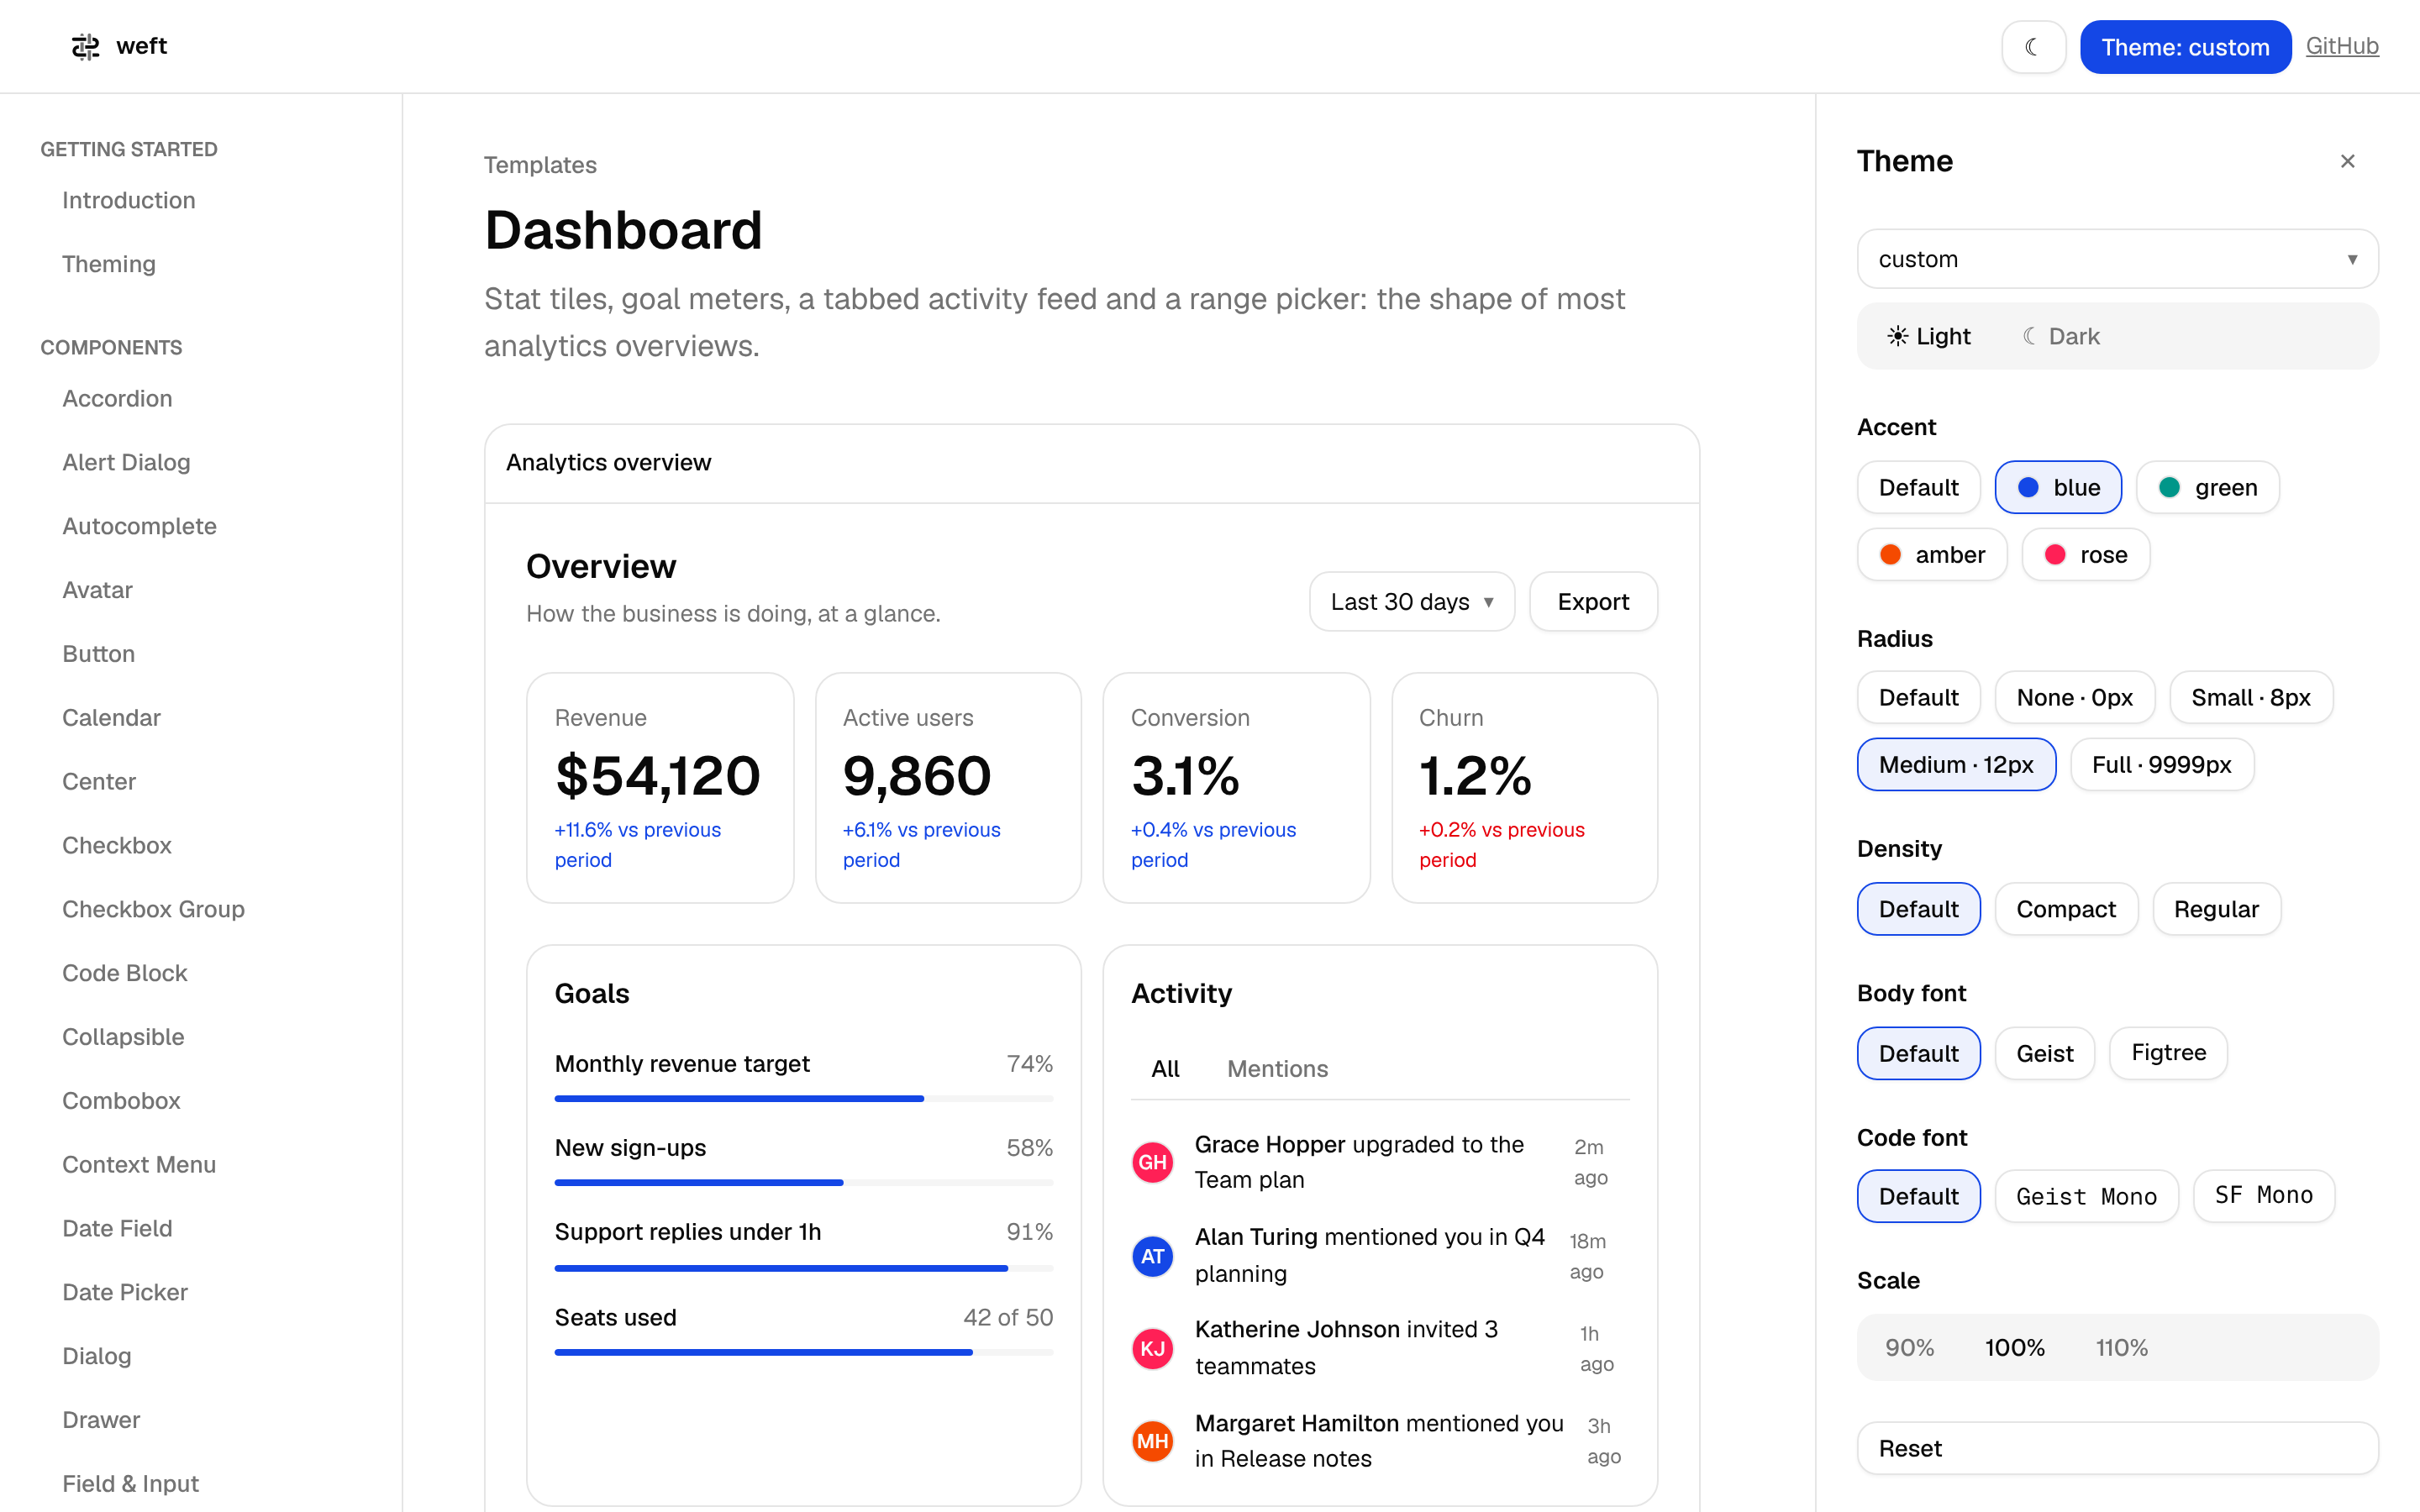 weft
☾
Theme: custom
GitHub
GETTING STARTED
Introduction
Theming
COMPONENTS
Accordion
Alert Dialog
Autocomplete
Avatar
Button
Calendar
Center
Checkbox
Checkbox Group
Code Block
Collapsible
Combobox
Context Menu
Date Field
Date Picker
Dialog
Drawer
Field & Input
Templates
Dashboard
Stat tiles, goal meters, a tabbed activity feed and a range picker: the shape of most
analytics overviews.
Analytics overview
Overview
How the business is doing, at a glance.
Last 30 days ▾
Export
Revenue
$54,120
+11.6% vs previous
period
Active users
9,860
+6.1% vs previous
period
Conversion
3.1%
+0.4% vs previous
period
Churn
1.2%
+0.2% vs previous
period
Goals
Monthly revenue target 74%
New sign-ups 58%
Support replies under 1h 91%
Seats used 42 of 50
Activity
All Mentions
GH
Grace Hopper upgraded to the
Team plan
2m
ago
AT
Alan Turing mentioned you in Q4
planning
18m
ago
KJ
Katherine Johnson invited 3
teammates
1h
ago
MH
Margaret Hamilton mentioned you
in Release notes
3h
ago
Theme ×
custom ▾
☀ Light ☾ Dark
Accent
Default blue green
amber rose
Radius
Default None · 0px Small · 8px
Medium · 12px Full · 9999px
Density
Default Compact Regular
Body font
Default Geist Figtree
Code font
Default Geist Mono SF Mono
Scale
90% 100% 110%
Reset